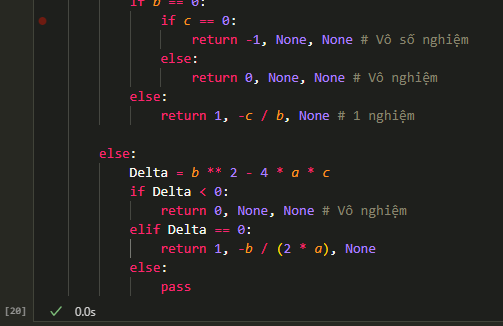 if b == 0:
if c == 0:
return -1, None, None # Vô số nghiệm
else:
return 0, None, None # Vô nghiệm
else:
return 1, -c / b, None # 1 nghiệm
else:
Delta = b ** 2 - 4 * a * c
if Delta < 0:
return 0, None, None # Vô nghiệm
elif Delta == 0:
return 1, -b / (2 * a), None
else:
pass
[20] 0.0s